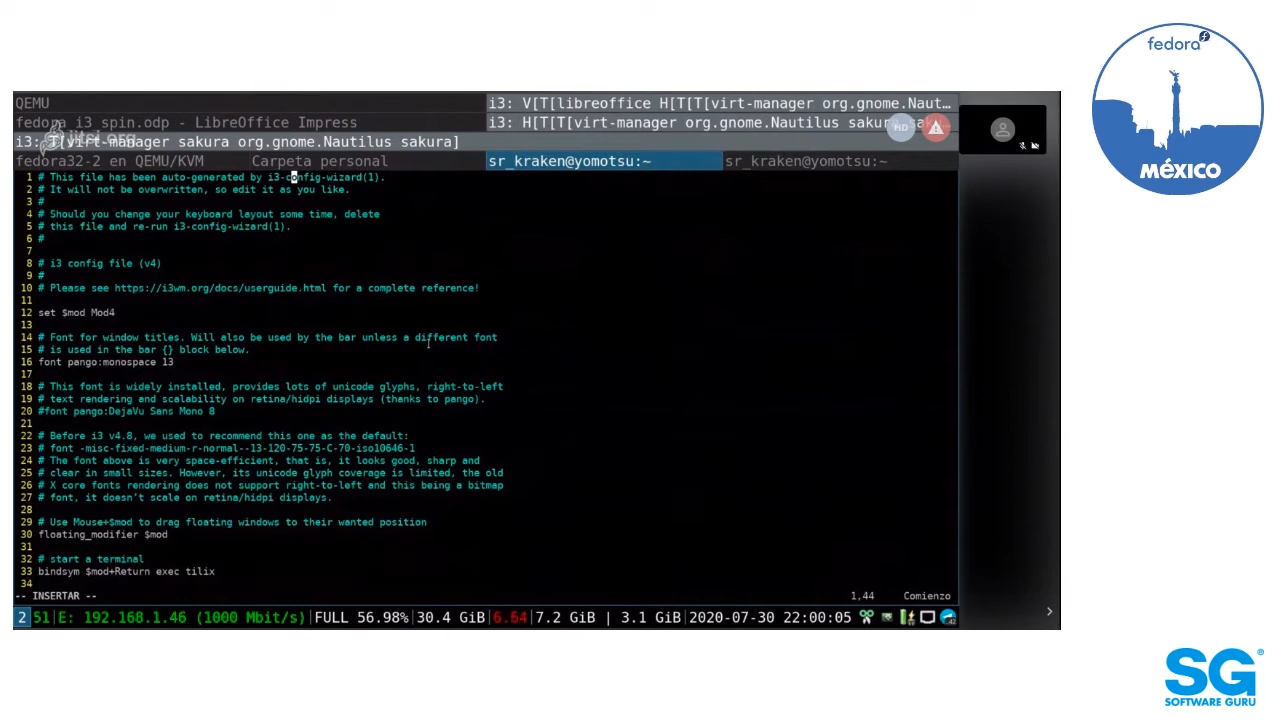 fedora
MÉXICO
QEMU
i3: V[T[libreoffice H[T[T[virt-manager org.gnome.Naut…
fedora i3 spin.odp - LibreOffice Impress
i3: H[T[T[virt-manager org.gnome.Nautilus sakura
HD
jitsi.org
i3: T[virt-manager sakura org.gnome.Nautilus sakura]
fedora32-2 en QEMU/KVM
Carpeta personal
sr_kraken@yomotsu:~
sr_kraken@yomotsu:~
1 # This file has been auto-generated by i3-config-wizard(1).
2 # It will not be overwritten, so edit it as you like.
3 #
4 # Should you change your keyboard layout some time, delete
5 # this file and re-run i3-config-wizard(1).
6 #
7
8 # i3 config file (v4)
9 #
10 # Please see https://i3wm.org/docs/userguide.html for a complete reference!
11
12 set $mod Mod4
13
14 # Font for window titles. Will also be used by the bar unless a different font
15 # is used in the bar {} block below.
16 font pango:monospace 13
17
18 # This font is widely installed, provides lots of unicode glyphs, right-to-left
19 # text rendering and scalability on retina/hidpi displays (thanks to pango).
20 #font pango:DejaVu Sans Mono 8
21
22 # Before i3 v4.8, we used to recommend this one as the default:
23 # font -misc-fixed-medium-r-normal--13-120-75-75-C-70-iso10646-1
24 # The font above is very space-efficient, that is, it looks good, sharp and
25 # clear in small sizes. However, its unicode glyph coverage is limited, the old
26 # X core fonts rendering does not support right-to-left and this being a bitmap
27 # font, it doesn't scale on retina/hidpi displays.
28
29 # Use Mouse+$mod to drag floating windows to their wanted position
30 floating_modifier $mod
31
32 # start a terminal
33 bindsym $mod+Return exec tilix
34
-- INSERTAR --
1,44
Comienzo
2 51|E: 192.168.1.46 (1000 Mbit/s)|FULL 56.98%|30.4 GiB|6.64|7.2 GiB | 3.1 GiB|2020-07-30 22:00:05
SG®
SOFTWARE GURU